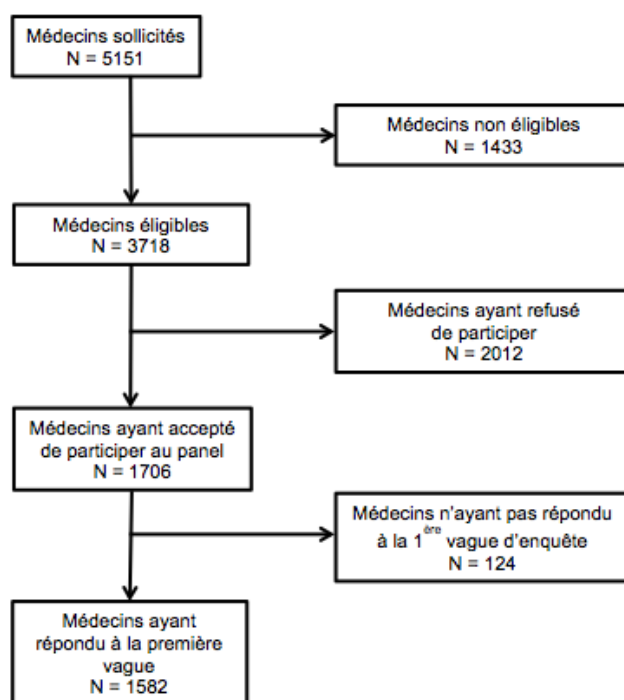 Médecins sollicités
N = 5151
Médecins non éligibles
N = 1433
Médecins éligibles
N = 3718
Médecins ayant refusé
de participer
N = 2012
Médecins ayant accepté
de participer au panel
N = 1706
Médecins n'ayant pas répondu
à la 1ère vague d'enquête
N = 124
Médecins ayant
répondu à la première
vague
N = 1582